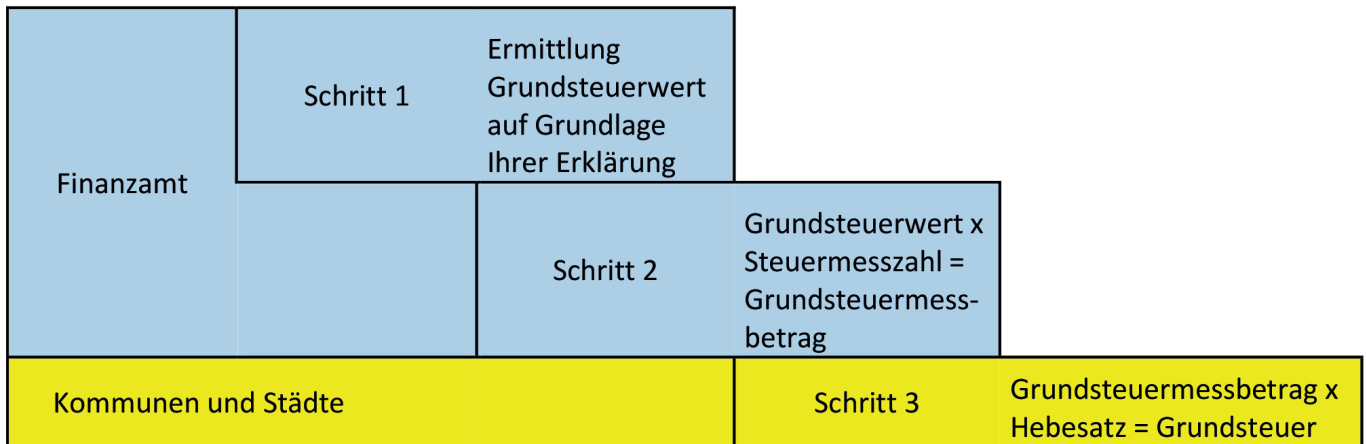 Finanzamt
Schritt 1
Ermittlung
Grundsteuerwert
auf Grundlage
Ihrer Erklärung
Schritt 2
Grundsteuerwert x
Steuermesszahl =
Grundsteuermess-
betrag
Kommunen und Städte
Schritt 3
Grundsteuermessbetrag x
Hebesatz = Grundsteuer